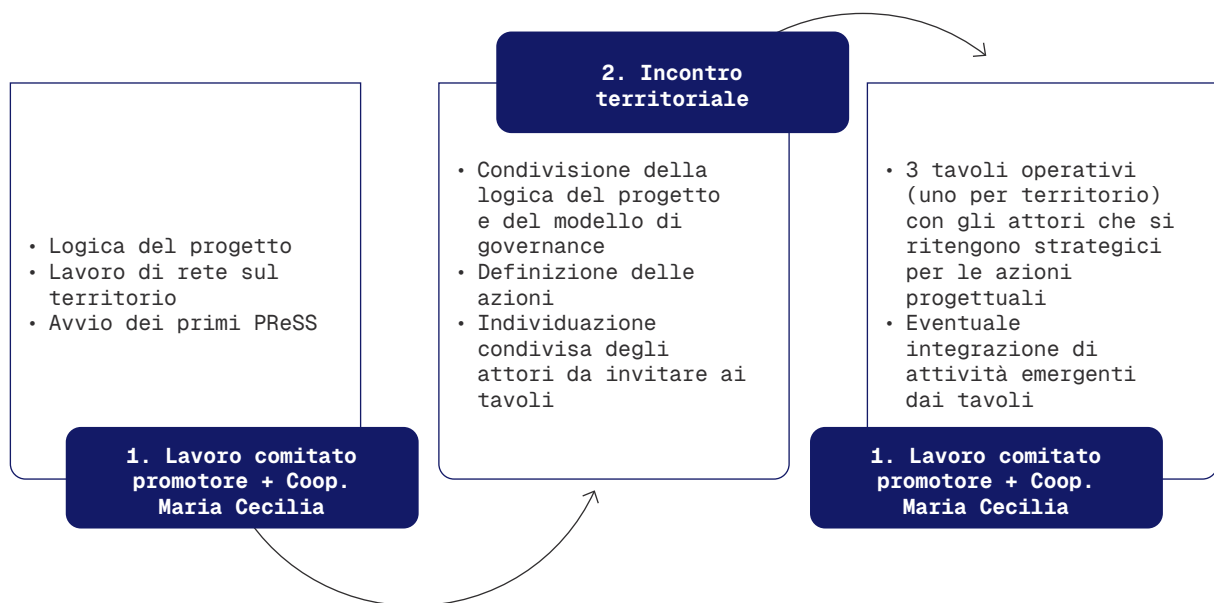 • Logica del progetto
• Lavoro di rete sul
territorio
• Avvio dei primi PReSS
1. Lavoro comitato
promotore + Coop.
Maria Cecilia
2. Incontro
territoriale
• Condivisione della
logica del progetto
e del modello di
governance
• Definizione delle
azioni
• Individuazione
condivisa degli
attori da invitare ai
tavoli
• 3 tavoli operativi
(uno per territorio)
con gli attori che si
ritengono strategici
per le azioni
progettuali
• Eventuale
integrazione di
attività emergenti
dai tavoli
1. Lavoro comitato
promotore + Coop.
Maria Cecilia